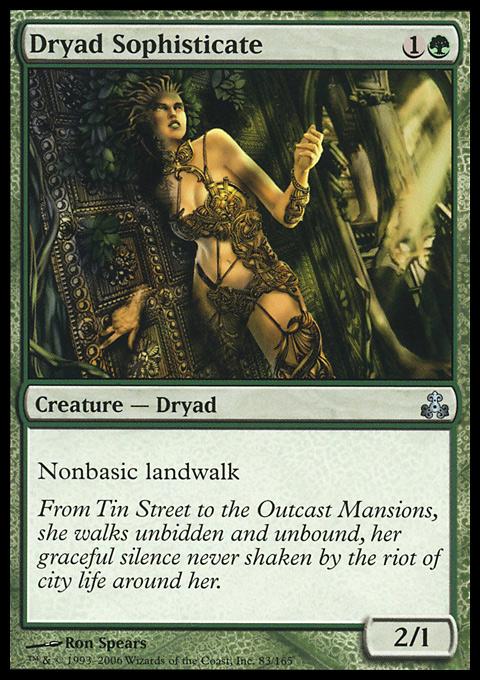 Dryad Sophisticate 1
Creature — Dryad
Nonbasic landwalk
From Tin Street to the Outcast Mansions,
she walks unbidden and unbound, her
graceful silence never shaken by the riot of
city life around her.
Ron Spears
2/1
™ & © 1993–2006 Wizards of the Coast, Inc. 83/165